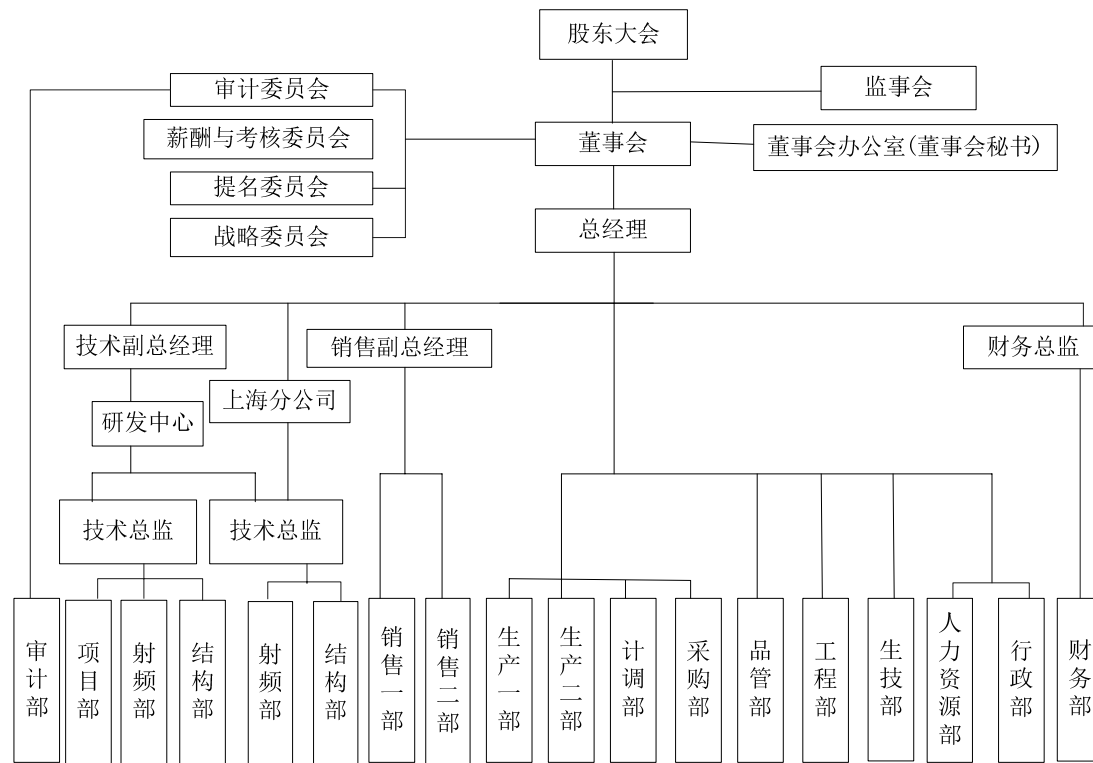 股东大会
审计委员会
监事会
薪酬与考核委员会
董事会
董事会办公室(董事会秘书)
提名委员会
战略委员会
总经理
技术副总经理
销售副总经理
财务总监
上海分公司
研发中心
技术总监
技术总监
审计部
项目部
射频部
结构部
射频部
结构部
销售一部
销售二部
生产一部
生产二部
计调部
采购部
品管部
工程部
生技部
人力资源部
行政部
财务部